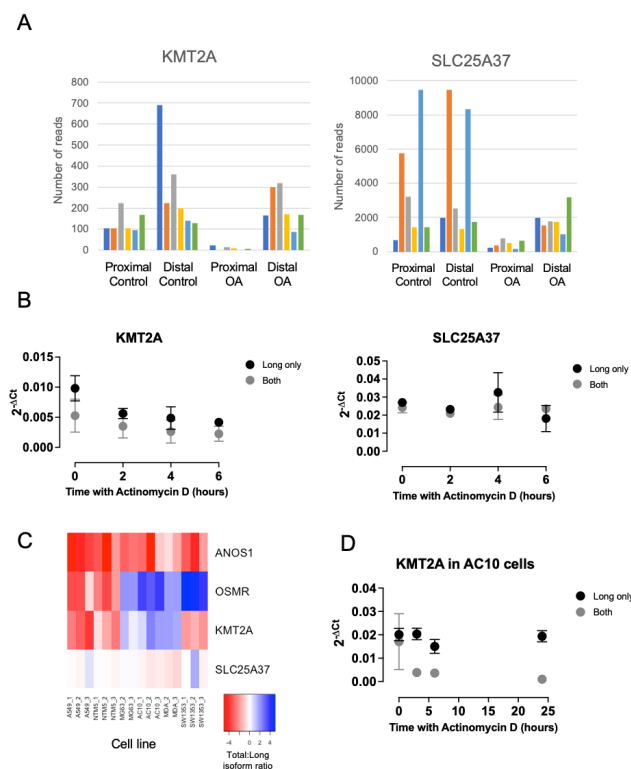 A
KMT2A
SLC25A37
Number of reads
800
700
600
500
400
300
200
100
0
Proximal Control
Distal Control
Proximal OA
Distal OA
Number of reads
10000
8000
6000
4000
2000
0
Proximal Control
Distal Control
Proximal OA
Distal OA
B
KMT2A
2-ΔCt
0.015
0.010
0.005
0.000
0 2 4 6
Time with Actinomycin D (hours)
Long only
Both
SLC25A37
2-ΔCt
0.05
0.04
0.03
0.02
0.01
0.00
0 2 4 6
Time with Actinomycin D (hours)
Long only
Both
C
ANOS1
OSMR
KMT2A
SLC25A37
A549_1
A549_2
A549_3
NTM5_1
NTM5_2
NTM5_3
MG63_2
MG63_3
AC10_1
AC10_2
AC10_3
MDA_2
MDA_3
SW1353_1
SW1353_2
SW1353_3
Cell line
-4 0 4
Total:Long
isoform ratio
D
KMT2A in AC10 cells
2-ΔCt
0.04
0.03
0.02
0.01
0.00
0 5 10 15 20 25
Time with Actinomycin D (hours)
Long only
Both